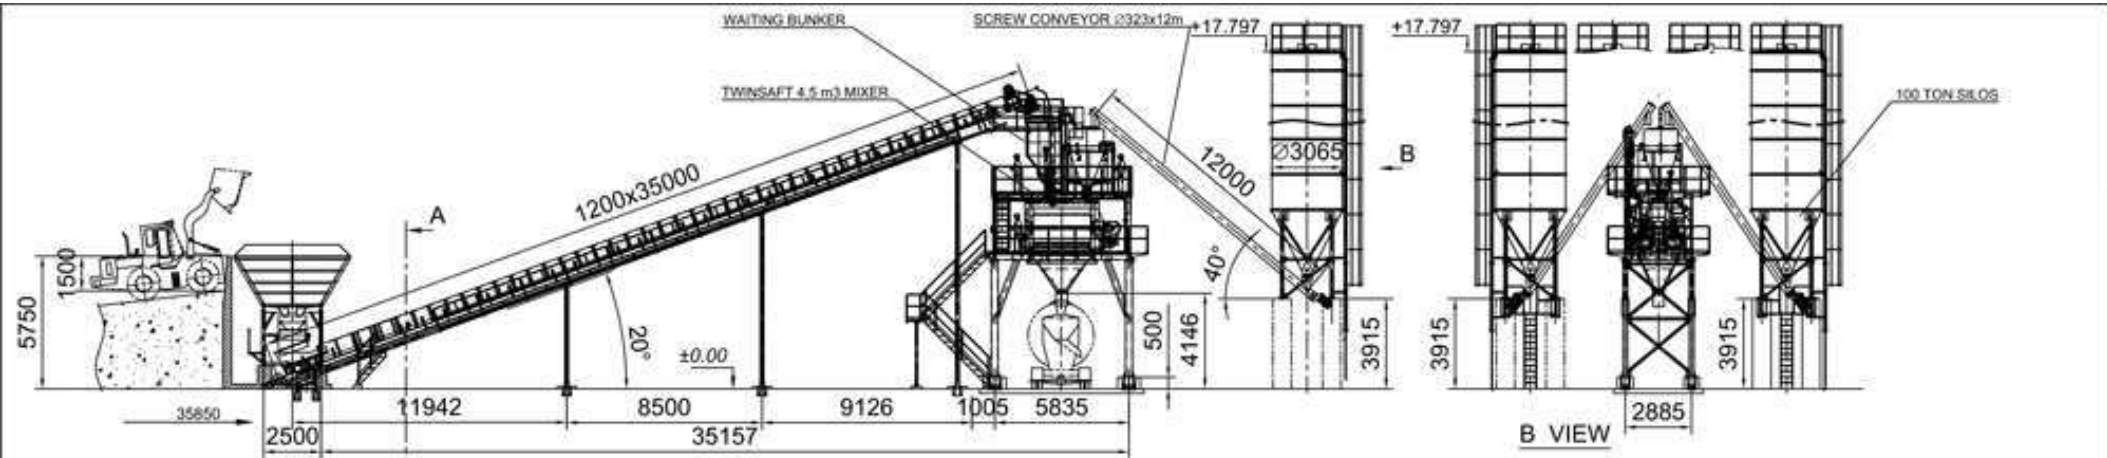 WAITING BUNKER
SCREW CONVEYOR ∅323x12m
+17.797
+17.797
TWINSAFT 4,5 m3 MIXER
100 TON SILOS
1200x35000
12000
∅3065
B
A
1500
5750
20°
±0.00
40°
500
4146
3915
3915
3915
35850
11942
8500
9126
1005
5835
2885
2500
35157
B VIEW